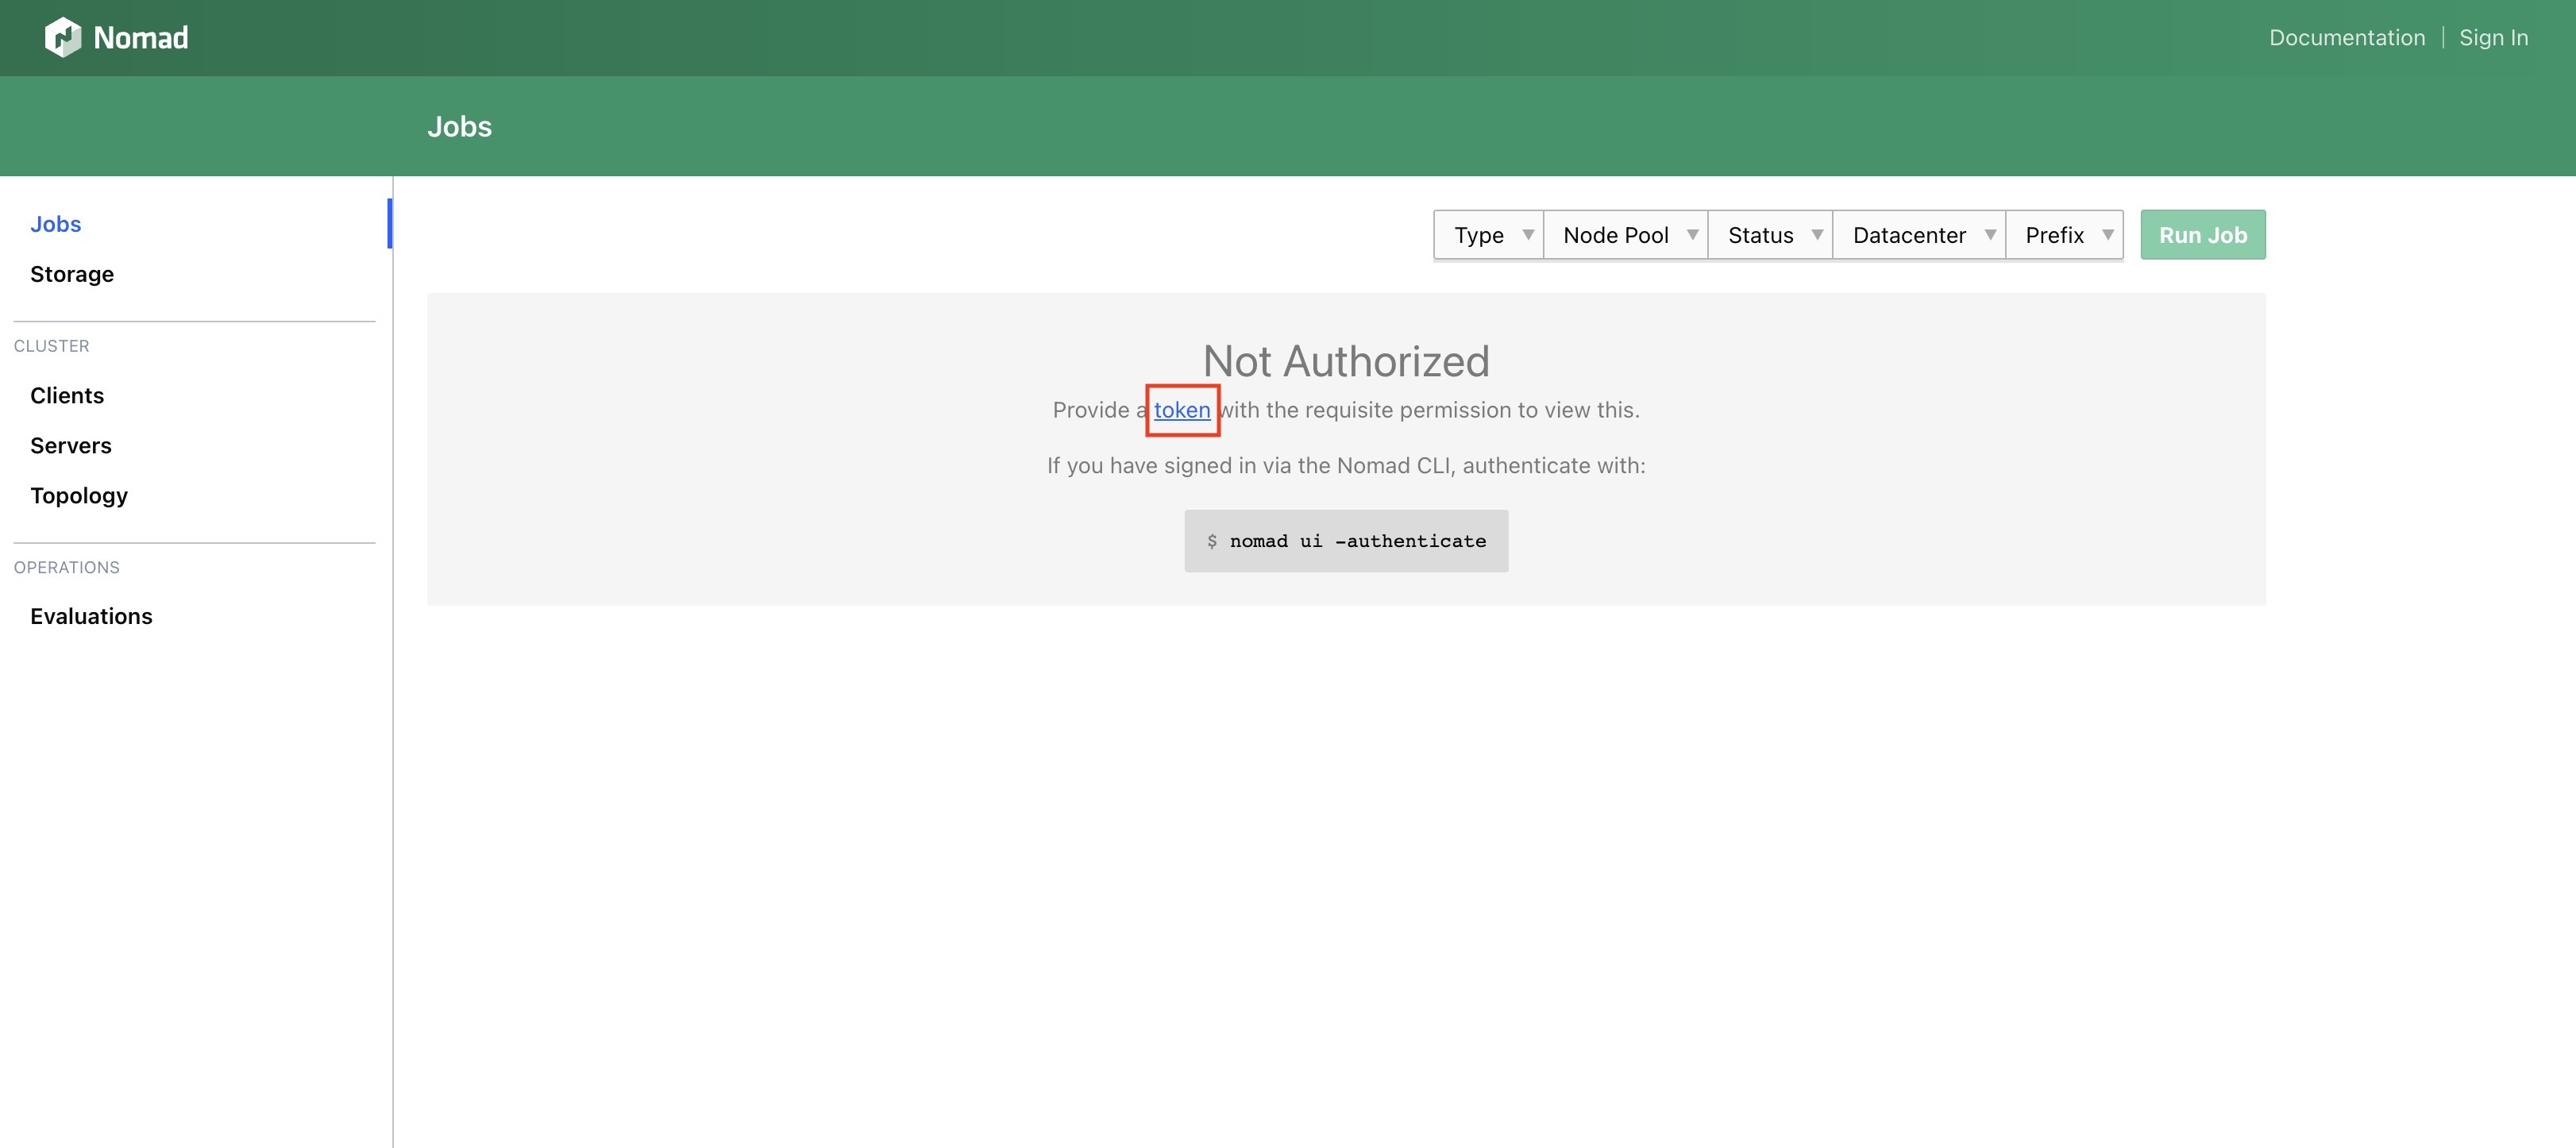 Nomad
Documentation | Sign In
Jobs
Jobs
Storage
CLUSTER
Clients
Servers
Topology
OPERATIONS
Evaluations
Type Node Pool Status Datacenter Prefix Run Job
Not Authorized
Provide a token with the requisite permission to view this.
If you have signed in via the Nomad CLI, authenticate with:
$ nomad ui -authenticate